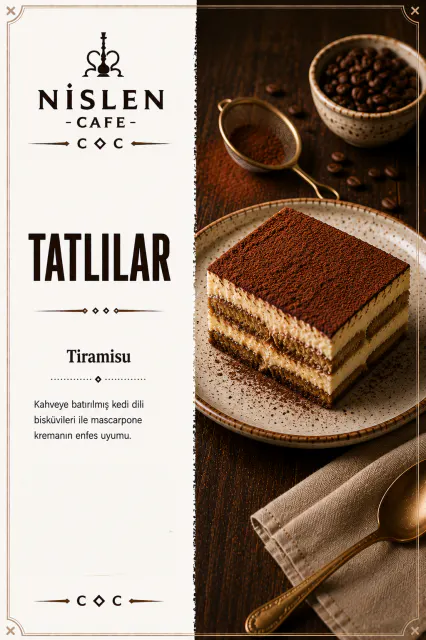 NİSLEN
- CAFE -
C ◇ C
TATLILAR
Tiramisu
Kahveye batırılmış kedi dili
bisküvileri ile mascarpone
kremanın enfes uyumu.
C ◇ C